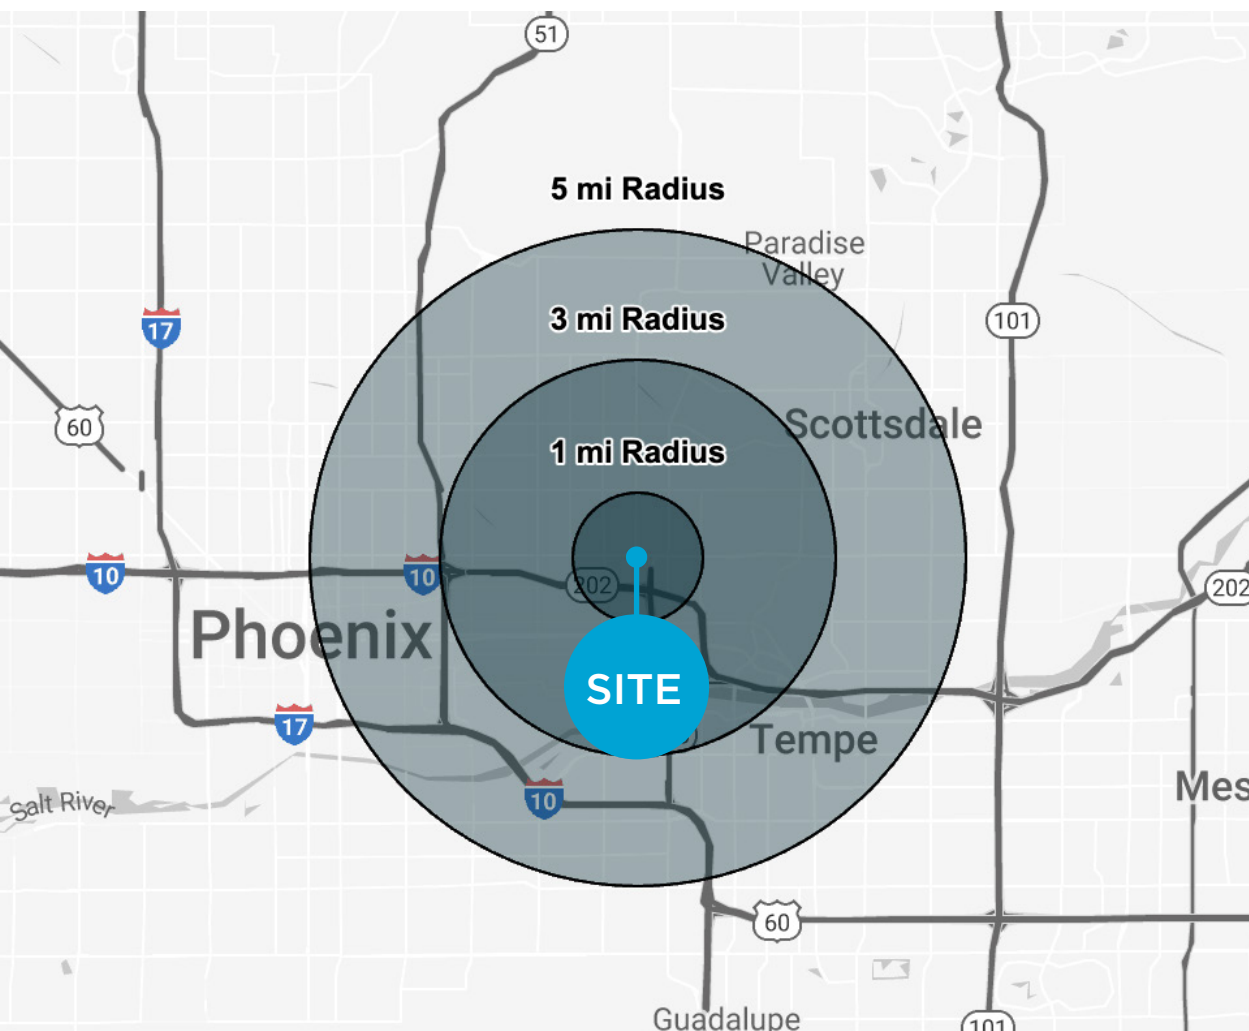 51
5 mi Radius
Paradise
Valley
3 mi Radius
17
101
60
Scottsdale
1 mi Radius
10
10
202
202
Phoenix
SITE
17
Tempe
Mes
10
Salt River
60
Guadalupe
101